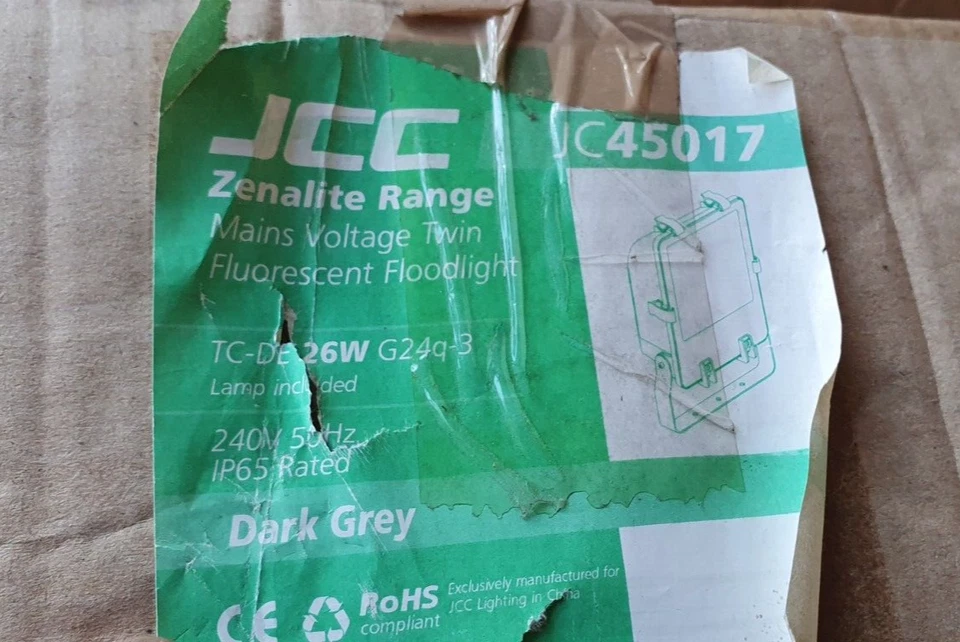 JCC
JC45017
Zenalite Range
Mains Voltage Twin
Fluorescent Floodlight
TC-DE 26W G24q-3
Lamp included
240V 50Hz
IP65 Rated
Dark Grey
CE
RoHS
compliant
Exclusively manufactured for
JCC Lighting in China